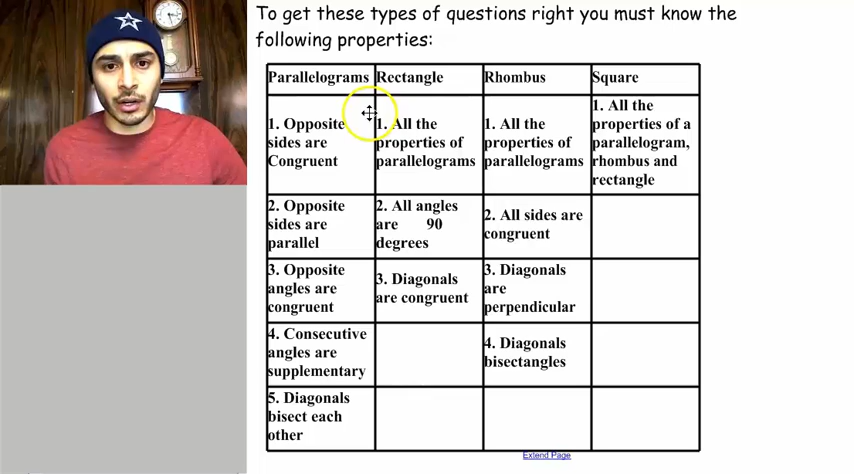 To get these types of questions right you must know the
following properties:
Parallelograms Rectangle Rhombus Square
1. Opposite
sides are
Congruent
1. All the
properties of
parallelograms
1. All the
properties of
parallelograms
1. All the
properties of a
parallelogram,
rhombus and
rectangle
2. Opposite
sides are
parallel
2. All angles
are 90
degrees
2. All sides are
congruent
3. Opposite
angles are
congruent
3. Diagonals
are congruent
3. Diagonals
are
perpendicular
4. Consecutive
angles are
supplementary
4. Diagonals
bisectangles
5. Diagonals
bisect each
other
Extend Page